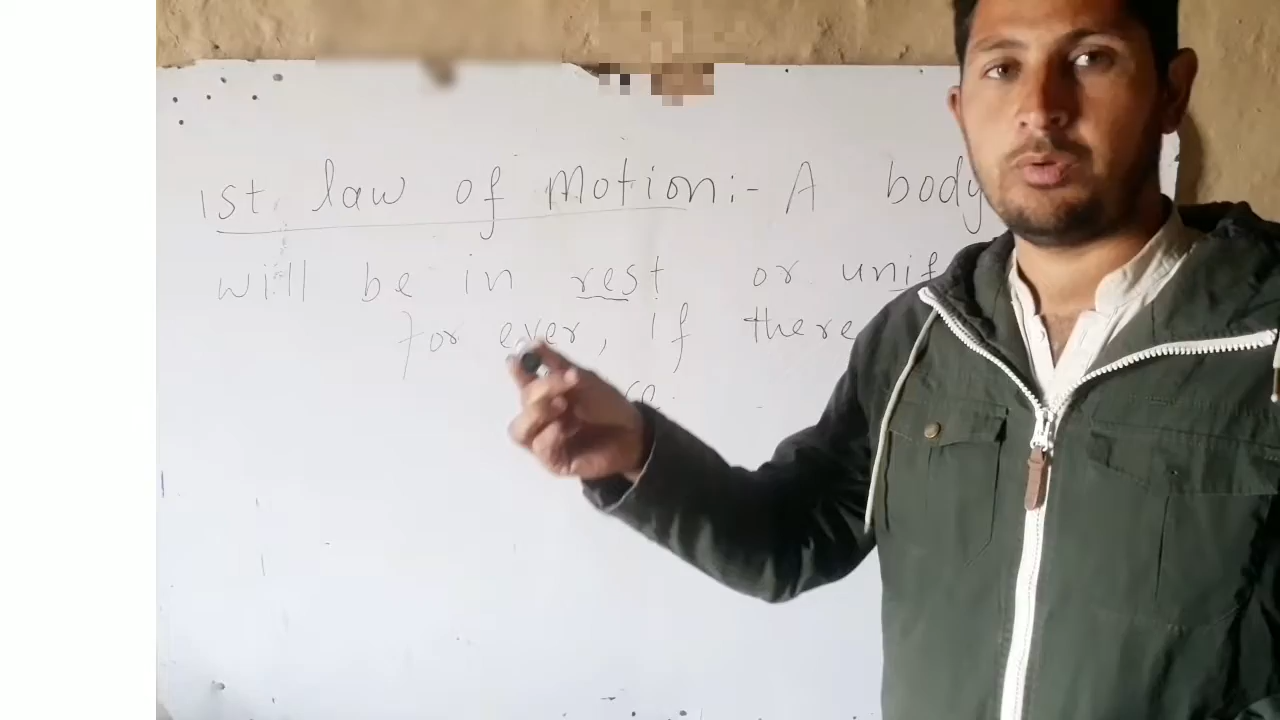 1st law of Motion:- A body
will be in rest or unif
for ever, if there